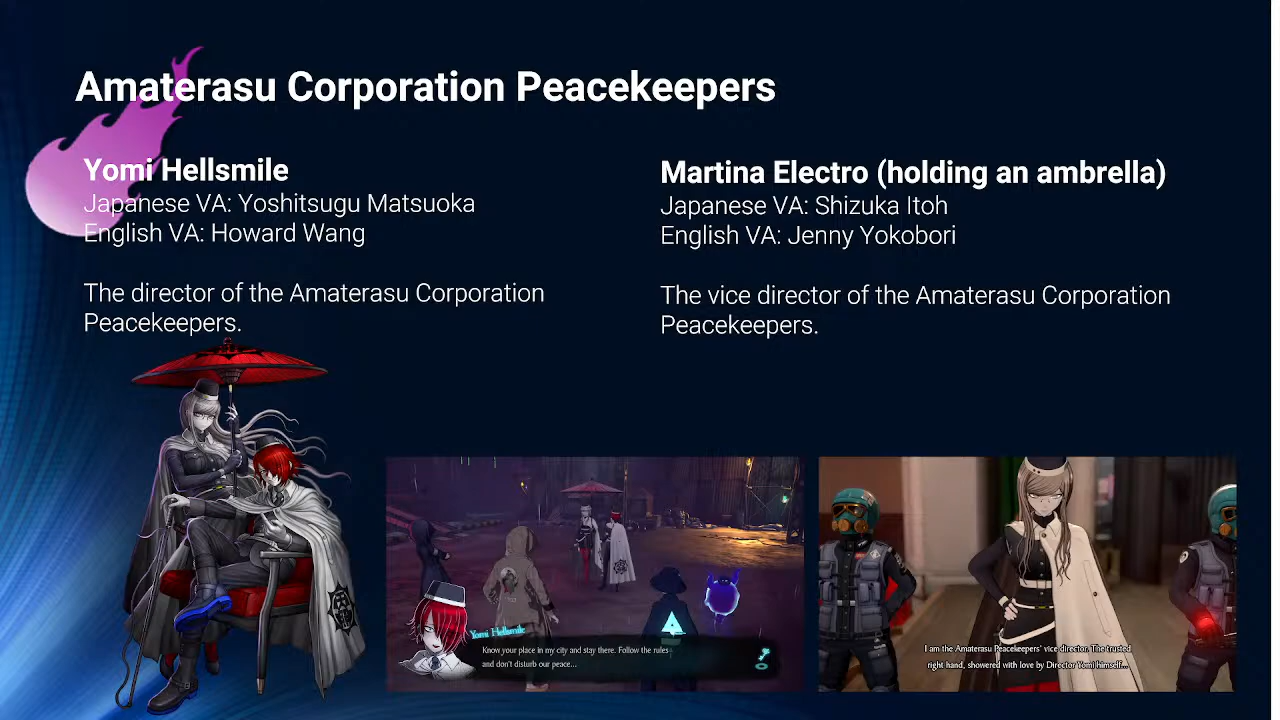 Amaterasu Corporation Peacekeepers
Yomi Hellsmile
Japanese VA: Yoshitsugu Matsuoka
English VA: Howard Wang
The director of the Amaterasu Corporation
Peacekeepers.
Martina Electro (holding an ambrella)
Japanese VA: Shizuka Itoh
English VA: Jenny Yokobori
The vice director of the Amaterasu Corporation
Peacekeepers.
Yomi Hellsmile
Know your place in my city and stay there. Follow the rules
and don't disturb our peace...
I am the Amaterasu Peacekeepers' vice director. The trusted
right hand, showered with love by Director Yomi himself...